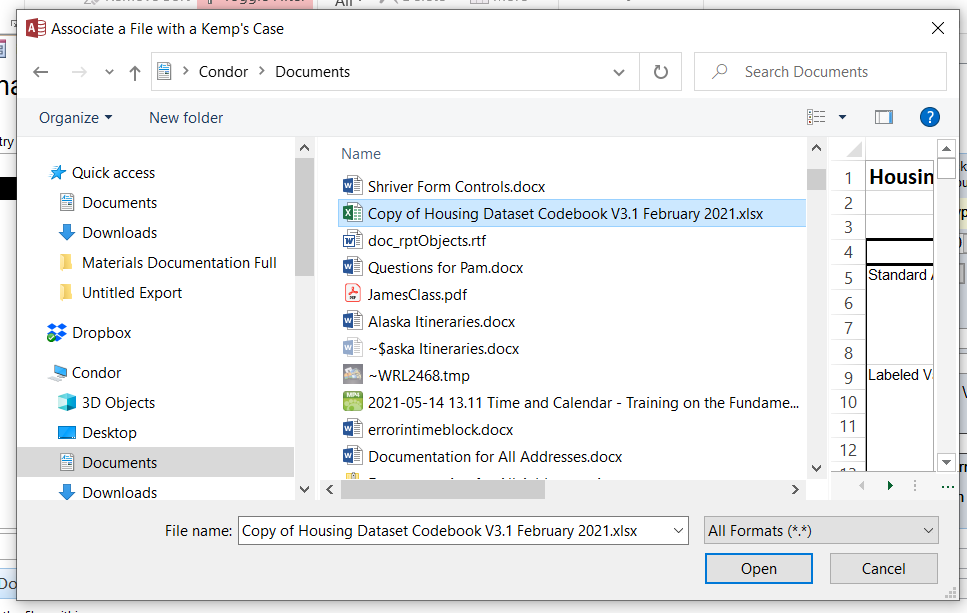 Associate a File with a Kemp's Case
Condor > Documents
Search Documents
Organize
New folder
?
Quick access
Documents
Downloads
Materials Documentation Full
Untitled Export
Dropbox
Condor
3D Objects
Desktop
Documents
Downloads
Name
Shriver Form Controls.docx
Copy of Housing Dataset Codebook V3.1 February 2021.xlsx
doc_rptObjects.rtf
Questions for Pam.docx
JamesClass.pdf
Alaska Itineraries.docx
~$aska Itineraries.docx
~WRL2468.tmp
2021-05-14 13.11 Time and Calendar - Training on the Fundame...
errorintimeblock.docx
Documentation for All Addresses.docx
1 Housin
2
3
4
5 Standard
6
7
8
9 Labeled
10
11
12
File name: Copy of Housing Dataset Codebook V3.1 February 2021.xlsx
All Formats (*.*)
Open
Cancel